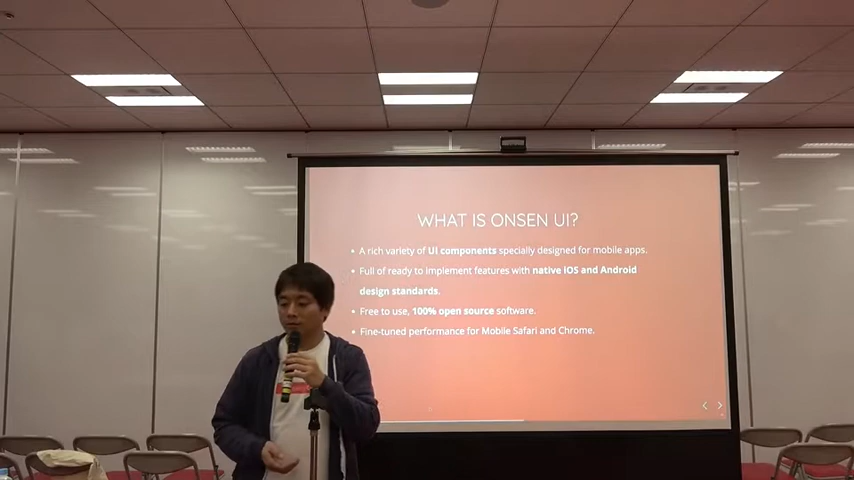 WHAT IS ONSEN UI?
• A rich variety of UI components specially designed for mobile apps.
• Full of ready to implement features with native iOS and Android
design standards.
• Free to use, 100% open source software.
• Fine-tuned performance for Mobile Safari and Chrome.